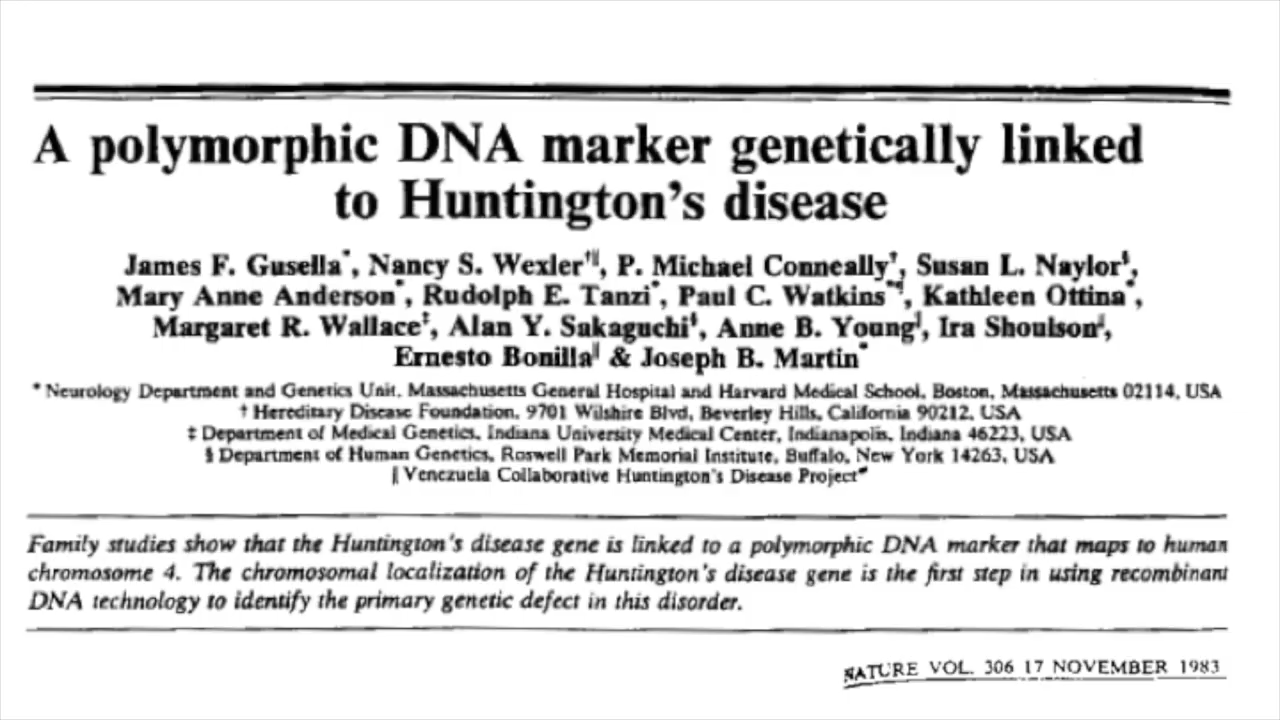 A polymorphic DNA marker genetically linked
to Huntington's disease
James F. Gusella*, Nancy S. Wexler†∥, P. Michael Conneally‡, Susan L. Naylor§,
Mary Anne Anderson*, Rudolph E. Tanzi*, Paul C. Watkins*, Kathleen Ottina*,
Margaret R. Wallace‡, Alan Y. Sakaguchi§, Anne B. Young∥, Ira Shoulson∥,
Ernesto Bonilla∥ & Joseph B. Martin*
* Neurology Department and Genetics Unit, Massachusetts General Hospital and Harvard Medical School, Boston, Massachusetts 02114, USA
† Hereditary Disease Foundation, 9701 Wilshire Blvd, Beverley Hills, California 90212, USA
‡ Department of Medical Genetics, Indiana University Medical Center, Indianapolis, Indiana 46223, USA
§ Department of Human Genetics, Roswell Park Memorial Institute, Buffalo, New York 14263, USA
∥ Venezuela Collaborative Huntington's Disease Project*
Family studies show that the Huntington's disease gene is linked to a polymorphic DNA marker that maps to human
chromosome 4. The chromosomal localization of the Huntington's disease gene is the first step in using recombinant
DNA technology to identify the primary genetic defect in this disorder.
NATURE VOL. 306 17 NOVEMBER 1983